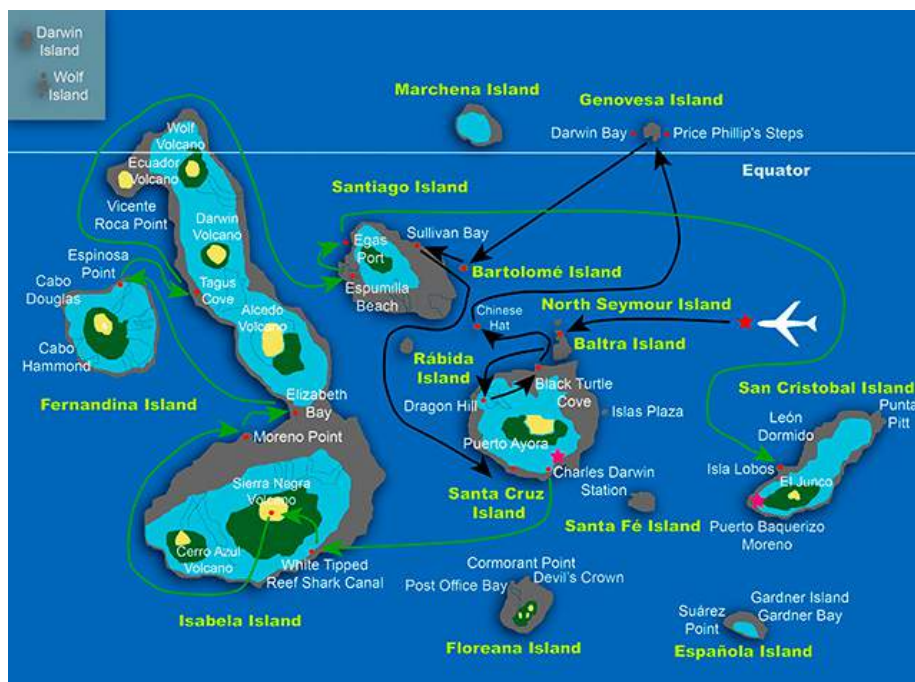 Darwin
Island
Wolf
Island
Marchena Island
Genovesa Island
Darwin Bay
Price Phillip's Steps
Equator
Wolf
Volcano
Ecuador
Volcano
Vicente
Roca Point
Darwin
Volcano
Santiago Island
Egas
Port
Sullivan Bay
Espumilla
Beach
Bartolomé Island
Espinosa
Point
Cabo
Douglas
Tagus
Cove
Alcedo
Volcano
Cabo
Hammond
Fernandina Island
Chinese
Hat
North Seymour Island
Baltra Island
Rábida
Island
Black Turtle
Cove
Dragon Hill
Islas Plaza
Puerto Ayora
Charles Darwin
Station
Santa Cruz
Island
Santa Fé Island
San Cristobal Island
Punta
Pitt
León
Dormido
Isla Lobos
El Junco
Puerto Baquerizo
Moreno
Elizabeth
Bay
Moreno Point
Sierra Negra
Volcano
Cerro Azul
Volcano
White Tipped
Reef Shark Canal
Isabela Island
Cormorant Point
Devil's Crown
Post Office Bay
Floreana Island
Gardner Island
Gardner Bay
Suárez
Point
Española Island